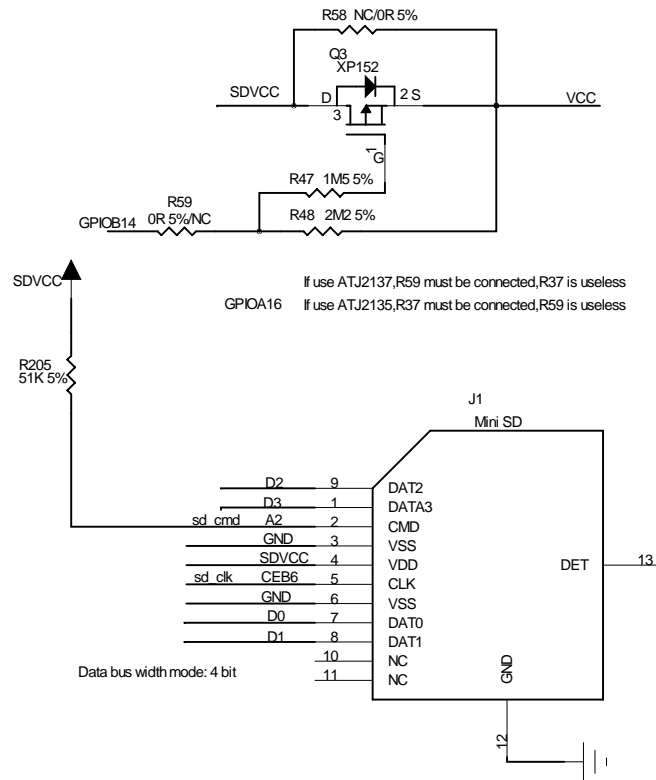 R58 NC/0R 5%
Q3
XP152
SDVCC
D
2 S
VCC
3
1
G
R47 1M5 5%
R59
R48 2M2 5%
GPIOB14
0R 5%/NC
SDVCC
If use ATJ2137,R59 must be connected,R37 is useless
GPIOA16
If use ATJ2135,R37 must be connected,R59 is useless
R205
51K 5%
J1
Mini SD
D2 9 DAT2
D3 1 DATA3
sd_cmd A2 2 CMD
GND 3 VSS
SDVCC 4 VDD
DET 13
sd_clk CEB6 5 CLK
GND 6 VSS
D0 7 DAT0
D1 8 DAT1
10 NC
11 NC
Data bus width mode: 4 bit
GND
12